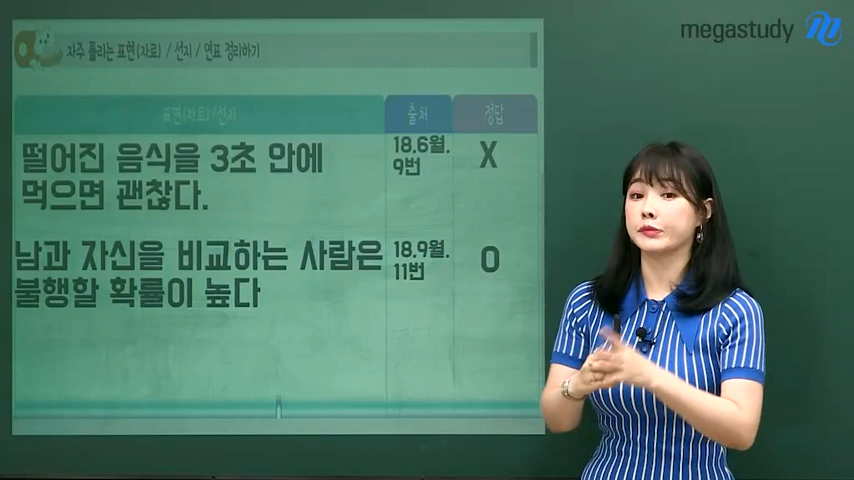 megastudy
자주 틀리는 표현(자료) / 선지 / 연표 정리하기
표현(자료)/선지 출처 정답
떨어진 음식을 3초 안에
먹으면 괜찮다.
18.6월.
9번
X
남과 자신을 비교하는 사람은
불행할 확률이 높다
18.9월.
11번
O